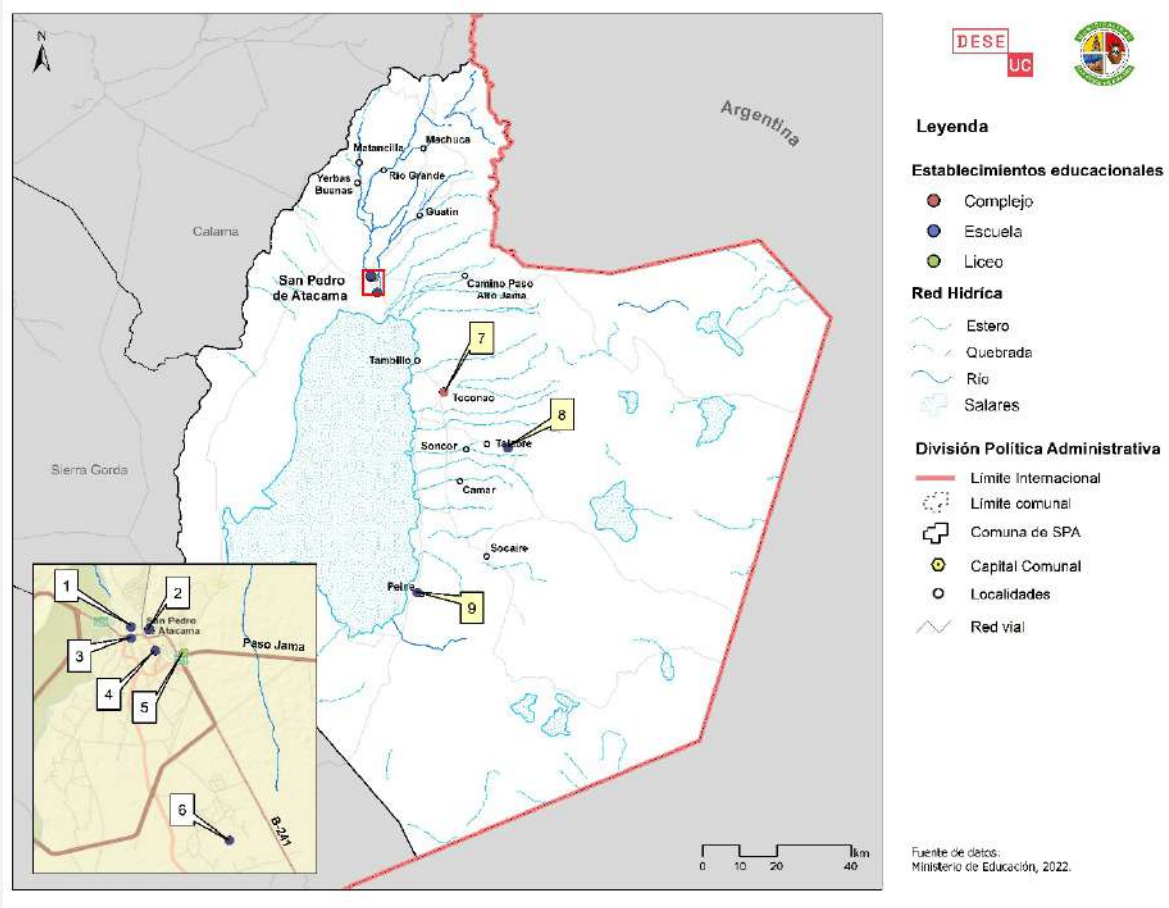 N
Argentina
Machuca
Matancilla
Rio Grande
Yerbas
Buenas
Guatin
Calama
San Pedro
de Atacama
Camino Paso
Alto Jama
7
Tambillo
Toconao
8
Soncor
Talabre
Sierra Gorda
Camar
Socaire
Peine
9
1
2
San Pedro
Atacama
3
Paso Jama
4
5
6
B-241
0 10 20 40
km
DESE
UC
Leyenda
Establecimientos educacionales
Complejo
Escuela
Liceo
Red Hidríca
Estero
Quebrada
Río
Salares
División Política Administrativa
Límite Internacional
Límite comunal
Comuna de SPA
Capital Comunal
Localidades
Red vial
Fuente de datos:
Ministerio de Educación, 2022.